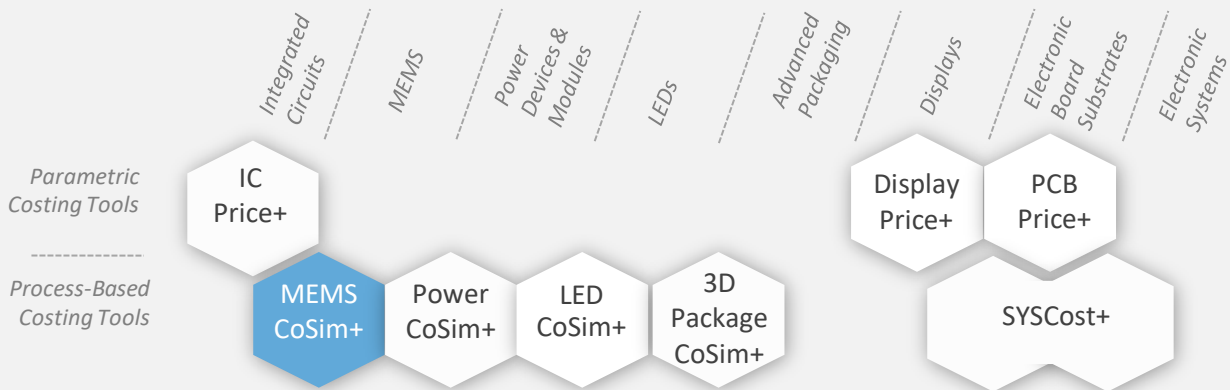 Integrated
Circuits
MEMS
Power
Devices &
Modules
LEDs
Advanced
Packaging
Displays
Electronic
Board
Substrates
Electronic
Systems
Parametric
Costing Tools
IC
Price+
Display
Price+
PCB
Price+
Process-Based
Costing Tools
MEMS
CoSim+
Power
CoSim+
LED
CoSim+
3D
Package
CoSim+
SYSCost+